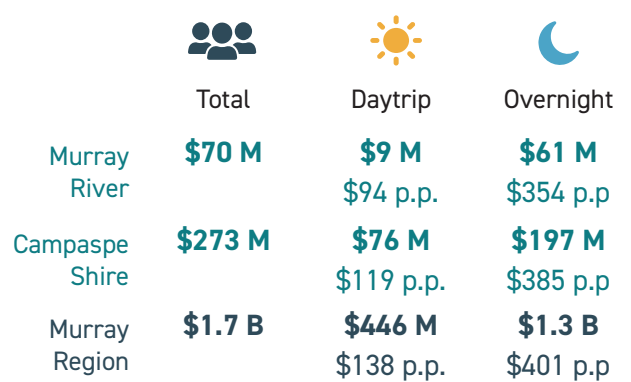 Total Daytrip Overnight
Murray River $70 M $9 M $61 M
$94 p.p. $354 p.p
Campaspe Shire $273 M $76 M $197 M
$119 p.p. $385 p.p
Murray Region $1.7 B $446 M $1.3 B
$138 p.p. $401 p.p